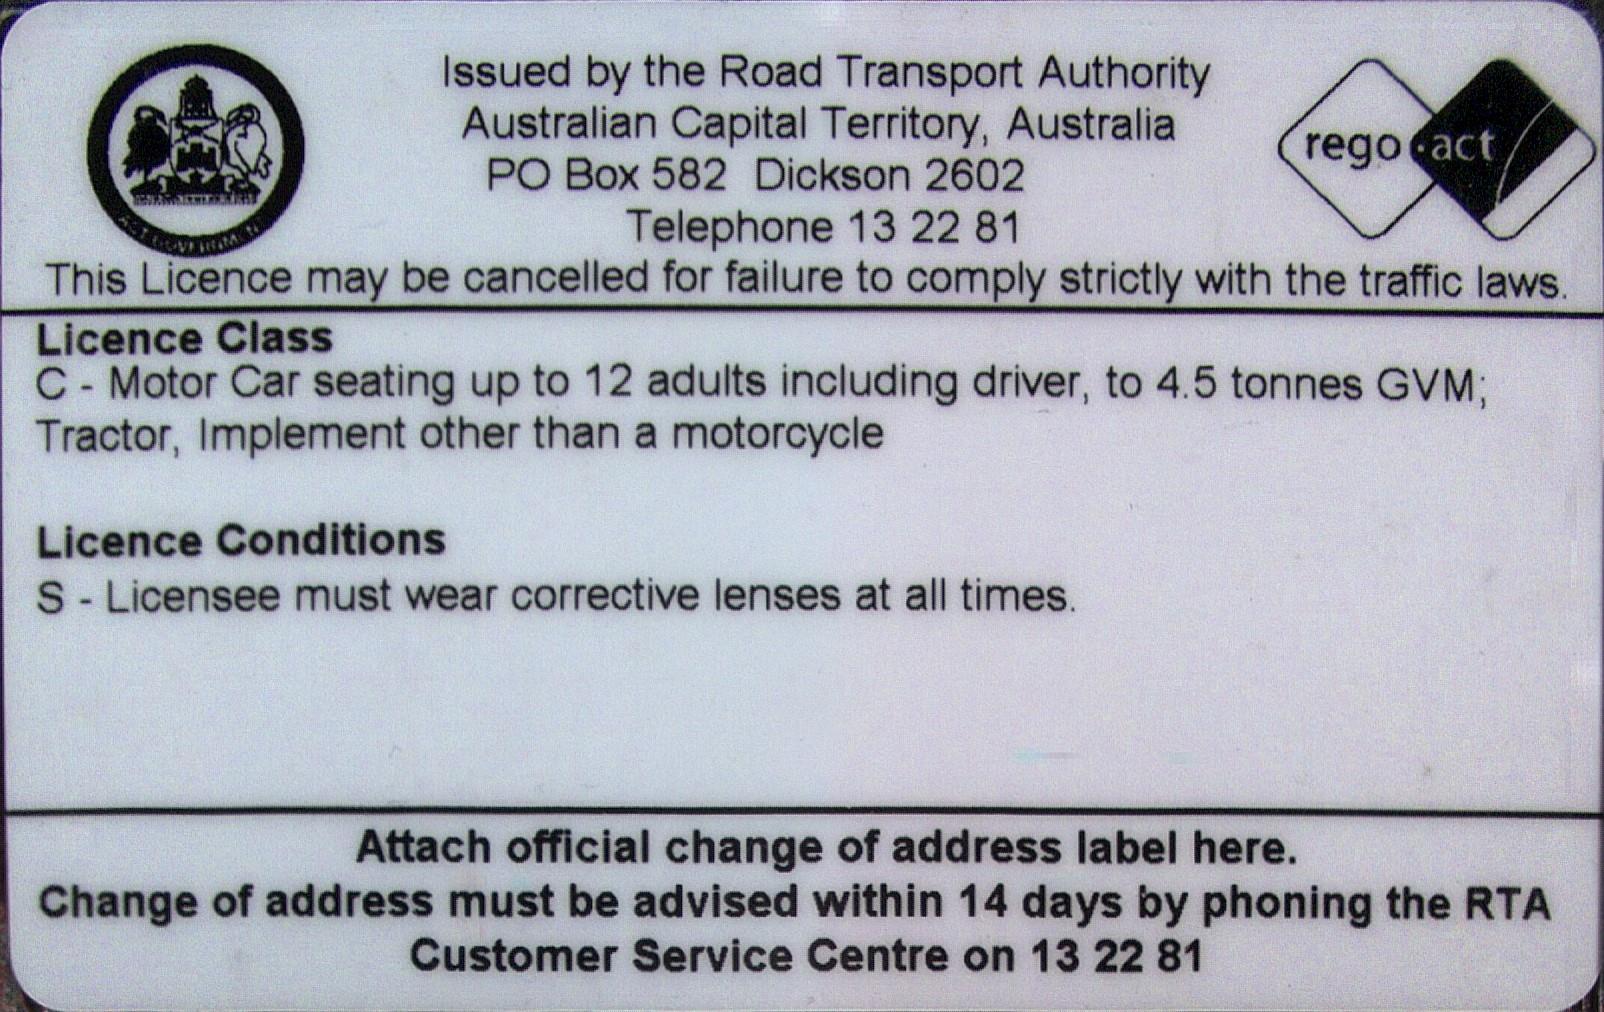 Issued by the Road Transport Authority
Australian Capital Territory, Australia
PO Box 582 Dickson 2602
Telephone 13 22 81
rego·act
ACT GOVERNMENT
This Licence may be cancelled for failure to comply strictly with the traffic laws.
Licence Class
C - Motor Car seating up to 12 adults including driver, to 4.5 tonnes GVM;
Tractor, Implement other than a motorcycle
Licence Conditions
S - Licensee must wear corrective lenses at all times.
Attach official change of address label here.
Change of address must be advised within 14 days by phoning the RTA
Customer Service Centre on 13 22 81